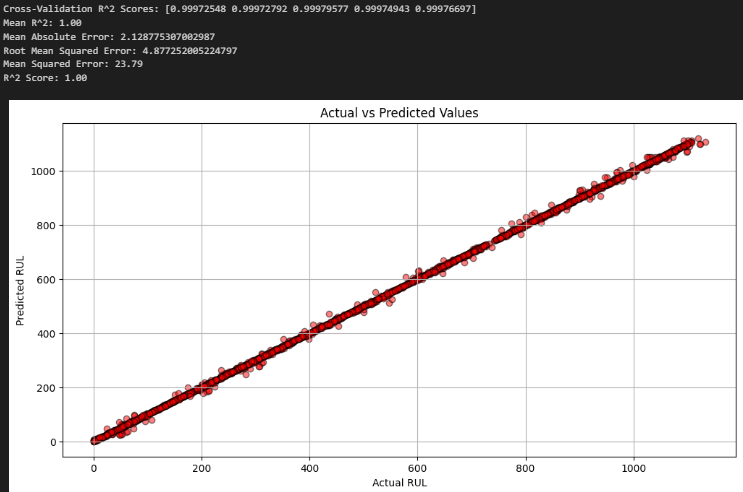 Cross-Validation R^2 Scores: [0.99972548 0.99972792 0.99979577 0.99974943 0.99976697]
Mean R^2: 1.00
Mean Absolute Error: 2.128775307002987
Root Mean Squared Error: 4.877252005224797
Mean Squared Error: 23.79
R^2 Score: 1.00
Actual vs Predicted Values
Predicted RUL
1000
800
600
400
200
0
0 200 400 600 800 1000
Actual RUL